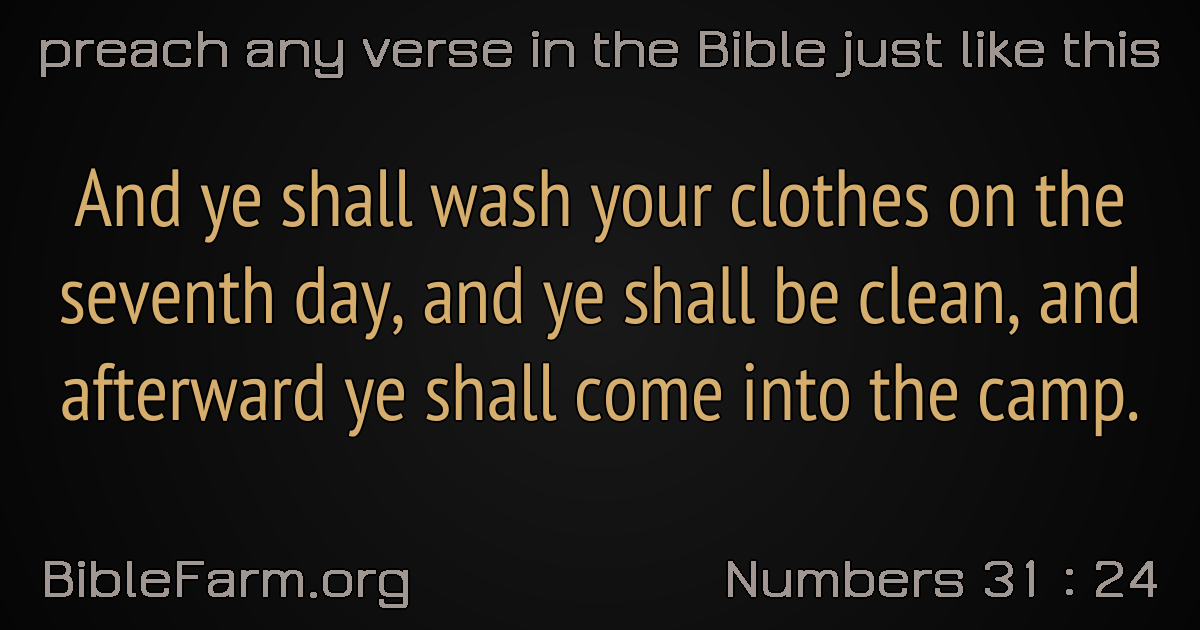 preach any verse in the Bible just like this
And ye shall wash your clothes on the
seventh day, and ye shall be clean, and
afterward ye shall come into the camp.
BibleFarm.org
Numbers 31 : 24